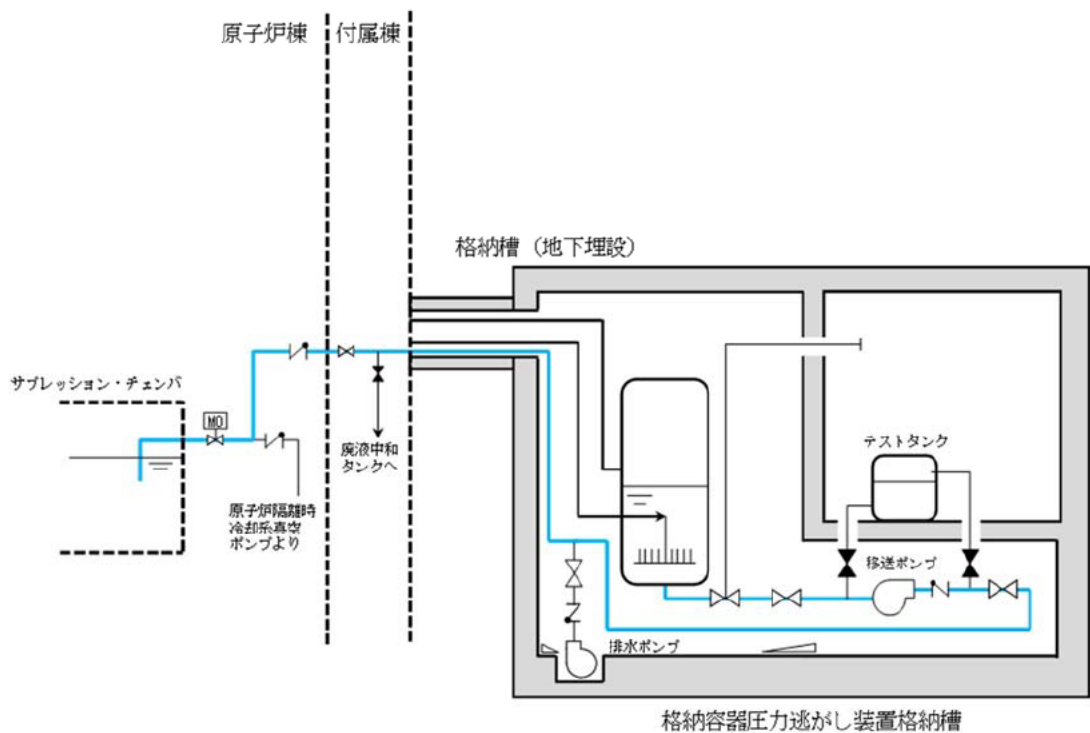 原子炉棟
付属棟
格納槽（地下埋設）
サプレッション・チェンバ
MO
廃液中和
タンクへ
テストタンク
原子炉隔離時
冷却系真空
ポンプより
移送ポンプ
排水ポンプ
格納容器圧力逃がし装置格納槽